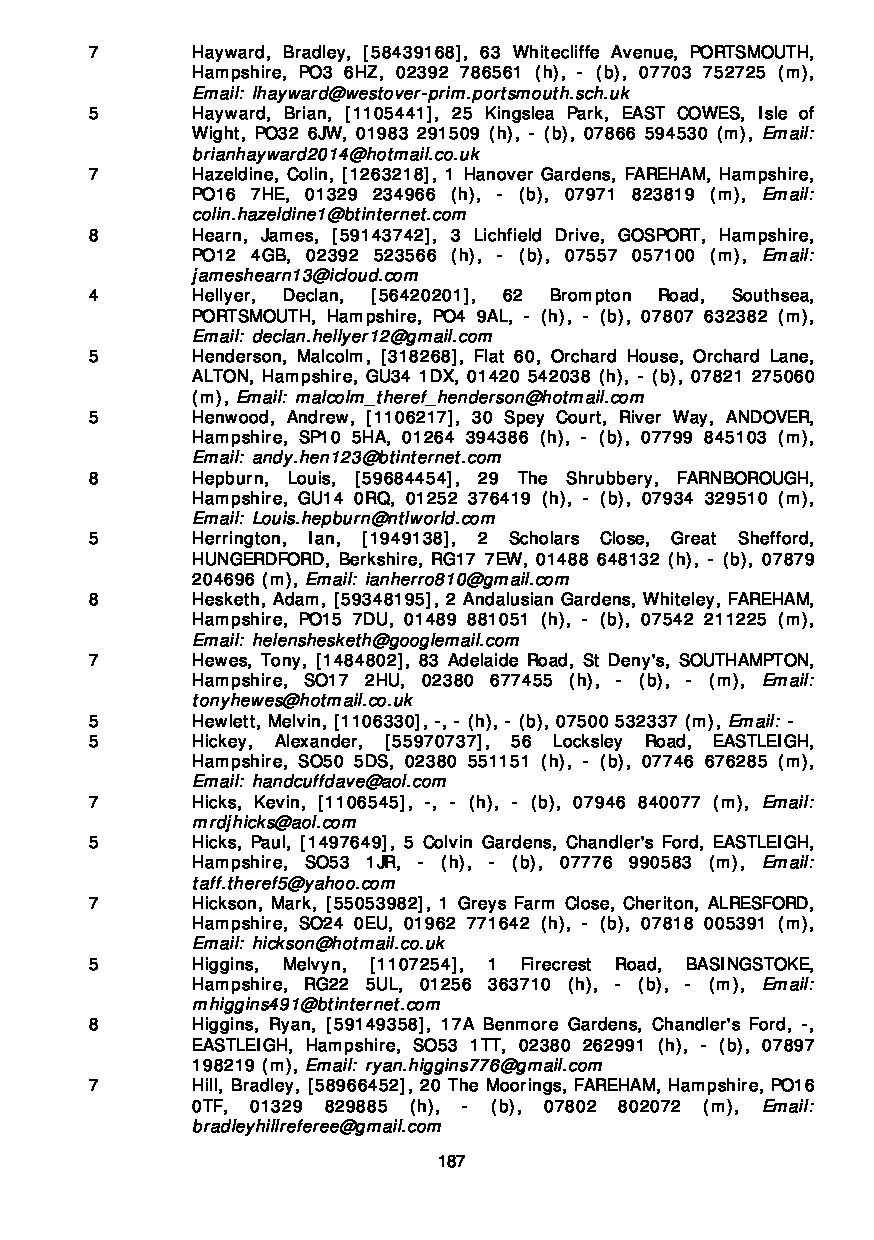 7 Hayward, Bradley, [58439168], 63 Whitecliffe Avenue, PORTSMOUTH,
Hampshire, PO3 6HZ, 02392 786561 (h), - (b), 07703 752725 (m),
Email: lhayward@westover-prim.portsmouth.sch.uk
5 Hayward, Brian, [1105441], 25 Kingslea Park, EAST COWES, Isle of
Wight, PO32 6JW, 01983 291509 (h), - (b), 07866 594530 (m), Email:
brianhayward2014@hotmail.co.uk
7 Hazeldine, Colin, [1263218], 1 Hanover Gardens, FAREHAM, Hampshire,
PO16 7HE, 01329 234966 (h), - (b), 07971 823819 (m), Email:
colin.hazeldine1@btinternet.com
8 Hearn, James, [59143742], 3 Lichfield Drive, GOSPORT, Hampshire,
PO12 4GB, 02392 523566 (h), - (b), 07557 057100 (m), Email:
jameshearn13@icloud.com
4 Hellyer, Declan, [56420201], 62 Brompton Road, Southsea,
PORTSMOUTH, Hampshire, PO4 9AL, - (h), - (b), 07807 632382 (m),
Email: declan.hellyer12@gmail.com
5 Henderson, Malcolm, [318268], Flat 60, Orchard House, Orchard Lane,
ALTON, Hampshire, GU34 1DX, 01420 542038 (h), - (b), 07821 275060
(m), Email: malcolm_theref_henderson@hotmail.com
5 Henwood, Andrew, [1106217], 30 Spey Court, River Way, ANDOVER,
Hampshire, SP10 5HA, 01264 394386 (h), - (b), 07799 845103 (m),
Email: andy.hen123@btinternet.com
8 Hepburn, Louis, [59684454], 29 The Shrubbery, FARNBOROUGH,
Hampshire, GU14 0RQ, 01252 376419 (h), - (b), 07934 329510 (m),
Email: Louis.hepburn@ntlworld.com
5 Herrington, Ian, [1949138], 2 Scholars Close, Great Shefford,
HUNGERDFORD, Berkshire, RG17 7EW, 01488 648132 (h), - (b), 07879
204696 (m), Email: ianherro810@gmail.com
8 Hesketh, Adam, [59348195], 2 Andalusian Gardens, Whiteley, FAREHAM,
Hampshire, PO15 7DU, 01489 881051 (h), - (b), 07542 211225 (m),
Email: helenshesketh@googlemail.com
7 Hewes, Tony, [1484802], 83 Adelaide Road, St Deny's, SOUTHAMPTON,
Hampshire, SO17 2HU, 02380 677455 (h), - (b), - (m), Email:
tonyhewes@hotmail.co.uk
5 Hewlett, Melvin, [1106330], -, - (h), - (b), 07500 532337 (m), Email: -
5 Hickey, Alexander, [55970737], 56 Locksley Road, EASTLEIGH,
Hampshire, SO50 5DS, 02380 551151 (h), - (b), 07746 676285 (m),
Email: handcuffdave@aol.com
7 Hicks, Kevin, [1106545], -, - (h), - (b), 07946 840077 (m), Email:
mrdjhicks@aol.com
5 Hicks, Paul, [1497649], 5 Colvin Gardens, Chandler's Ford, EASTLEIGH,
Hampshire, SO53 1JR, - (h), - (b), 07776 990583 (m), Email:
taff.theref5@yahoo.com
7 Hickson, Mark, [55053982], 1 Greys Farm Close, Cheriton, ALRESFORD,
Hampshire, SO24 0EU, 01962 771642 (h), - (b), 07818 005391 (m),
Email: hickson@hotmail.co.uk
5 Higgins, Melvyn, [1107254], 1 Firecrest Road, BASINGSTOKE,
Hampshire, RG22 5UL, 01256 363710 (h), - (b), - (m), Email:
mhiggins491@btinternet.com
8 Higgins, Ryan, [59149358], 17A Benmore Gardens, Chandler's Ford, -,
EASTLEIGH, Hampshire, SO53 1TT, 02380 262991 (h), - (b), 07897
198219 (m), Email: ryan.higgins776@gmail.com
7 Hill, Bradley, [58966452], 20 The Moorings, FAREHAM, Hampshire, PO16
0TF, 01329 829885 (h), - (b), 07802 802072 (m), Email:
bradleyhillreferee@gmail.com
187